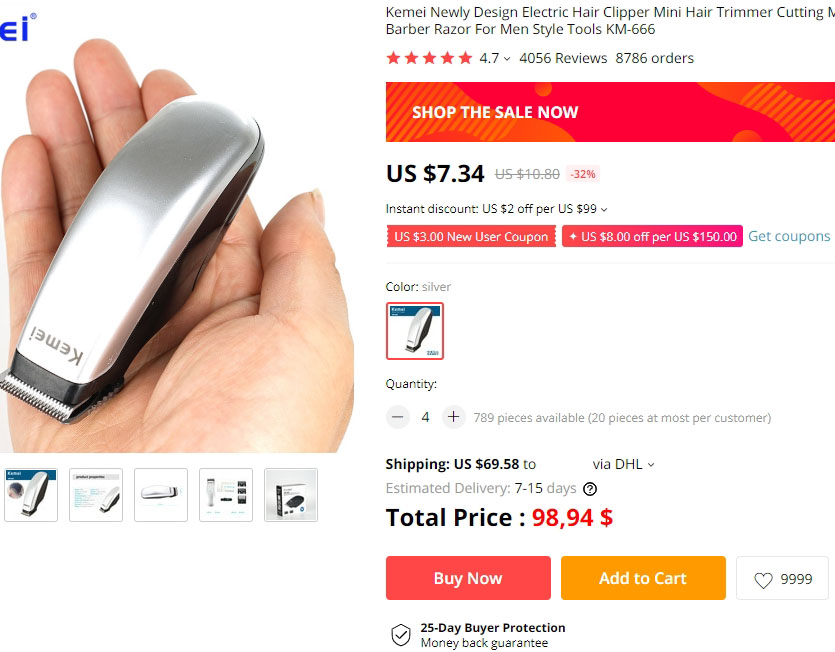 ei®
Kemei
Kemei Newly Design Electric Hair Clipper Mini Hair Trimmer Cutting M
Barber Razor For Men Style Tools KM-666
4.7 4056 Reviews 8786 orders
SHOP THE SALE NOW
US $7.34 US $10.80 -32%
Instant discount: US $2 off per US $99
US $3.00 New User Coupon US $8.00 off per US $150.00 Get coupons
Color: silver
Kemei
Quantity:
4 789 pieces available (20 pieces at most per customer)
Shipping: US $69.58 to via DHL
Estimated Delivery: 7-15 days ?
Total Price : 98,94 $
Buy Now Add to Cart 9999
25-Day Buyer Protection
Money back guarantee
Kemei
product properties